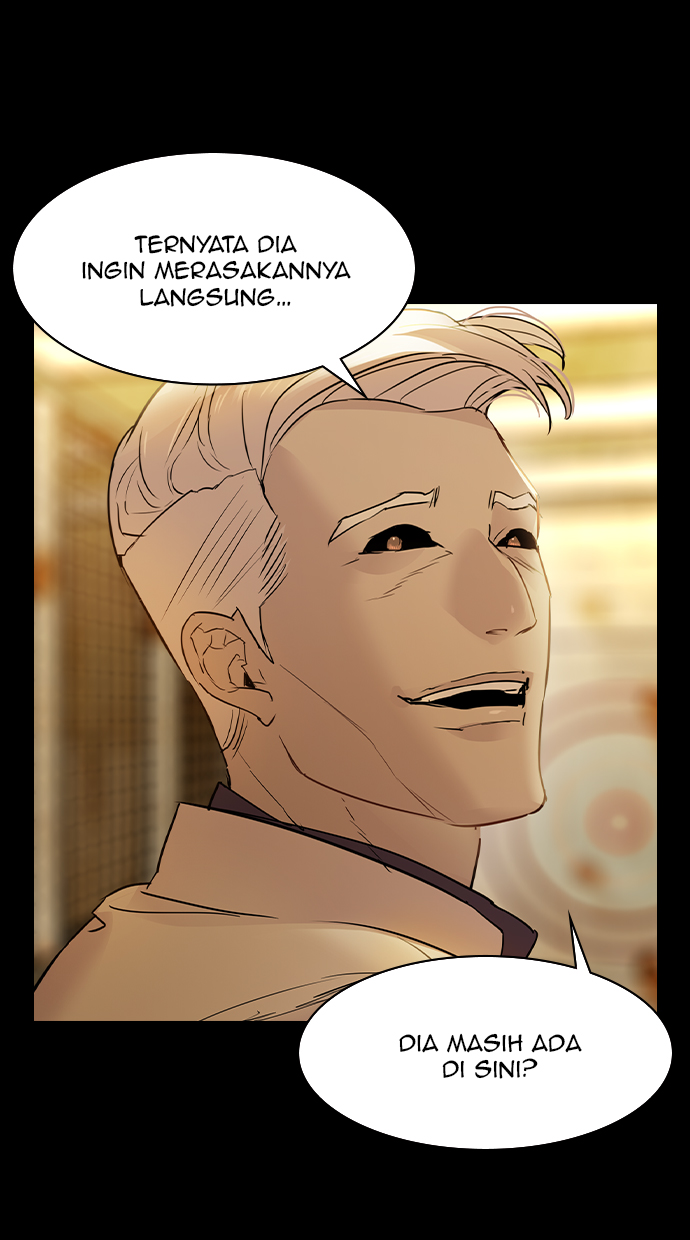 TERNYATA DIA
INGIN MERASAKANNYA
LANGSUNG...
DIA MASIH ADA
DI SINI?